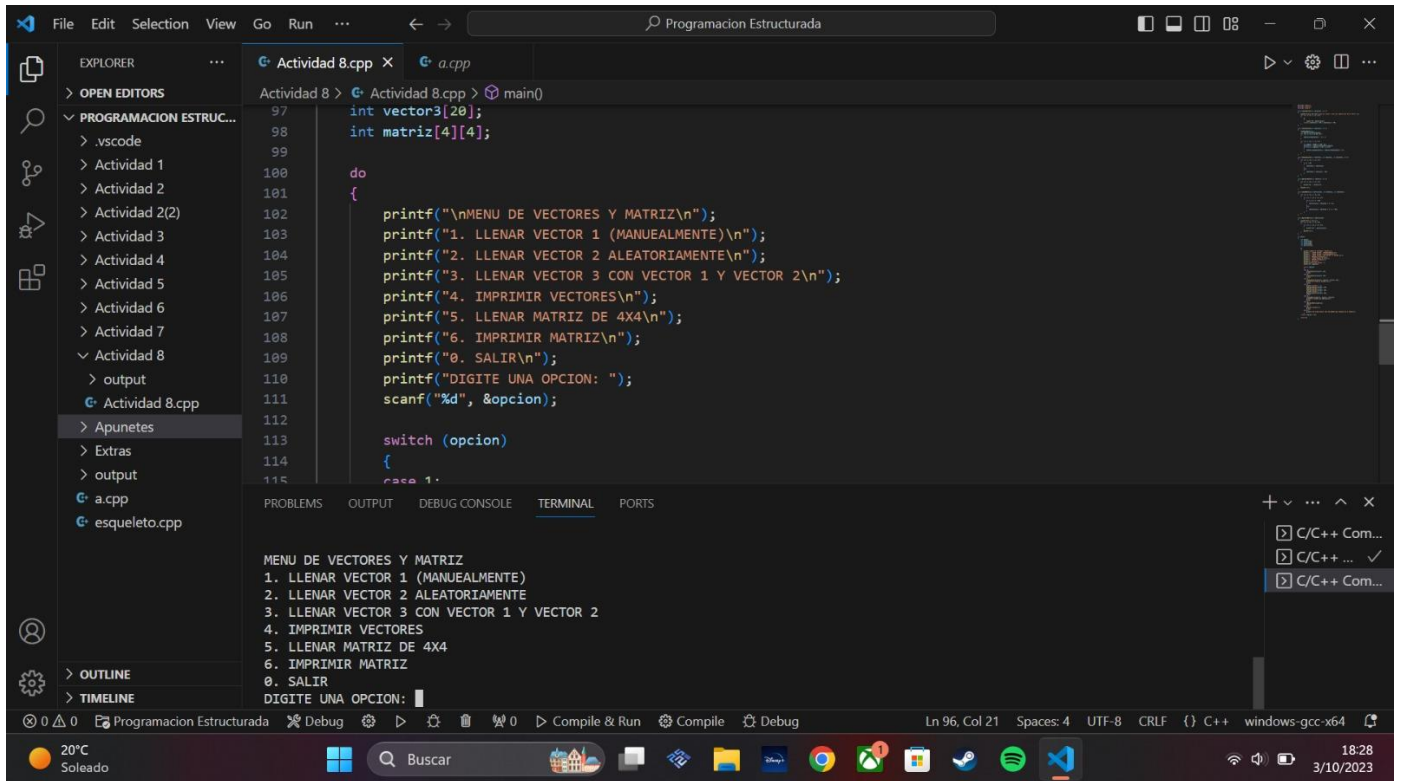 File Edit Selection View Go Run ··· Programacion Estructurada
EXPLORER ···
OPEN EDITORS
PROGRAMACION ESTRUC...
.vscode
Actividad 1
Actividad 2
Actividad 2(2)
Actividad 3
Actividad 4
Actividad 5
Actividad 6
Actividad 7
Actividad 8
output
Actividad 8.cpp
Apunetes
Extras
output
a.cpp
esqueleto.cpp
OUTLINE
TIMELINE
Actividad 8.cpp a.cpp
Actividad 8 > Actividad 8.cpp > main()
97 int vector3[20];
98 int matriz[4][4];
99
100 do
101 {
102 printf("\nMENU DE VECTORES Y MATRIZ\n");
103 printf("1. LLENAR VECTOR 1 (MANUEALMENTE)\n");
104 printf("2. LLENAR VECTOR 2 ALEATORIAMENTE\n");
105 printf("3. LLENAR VECTOR 3 CON VECTOR 1 Y VECTOR 2\n");
106 printf("4. IMPRIMIR VECTORES\n");
107 printf("5. LLENAR MATRIZ DE 4X4\n");
108 printf("6. IMPRIMIR MATRIZ\n");
109 printf("0. SALIR\n");
110 printf("DIGITE UNA OPCION: ");
111 scanf("%d", &opcion);
112
113 switch (opcion)
114 {
115 case 1:
PROBLEMS OUTPUT DEBUG CONSOLE TERMINAL PORTS
MENU DE VECTORES Y MATRIZ
1. LLENAR VECTOR 1 (MANUEALMENTE)
2. LLENAR VECTOR 2 ALEATORIAMENTE
3. LLENAR VECTOR 3 CON VECTOR 1 Y VECTOR 2
4. IMPRIMIR VECTORES
5. LLENAR MATRIZ DE 4X4
6. IMPRIMIR MATRIZ
0. SALIR
DIGITE UNA OPCION:
C/C++ Com...
C/C++ ...
C/C++ Com...
0 0 Programacion Estructurada Debug 0 Compile & Run Compile Debug Ln 96, Col 21 Spaces: 4 UTF-8 CRLF {} C++ windows-gcc-x64
20°C
Soleado
Buscar
18:28
3/10/2023